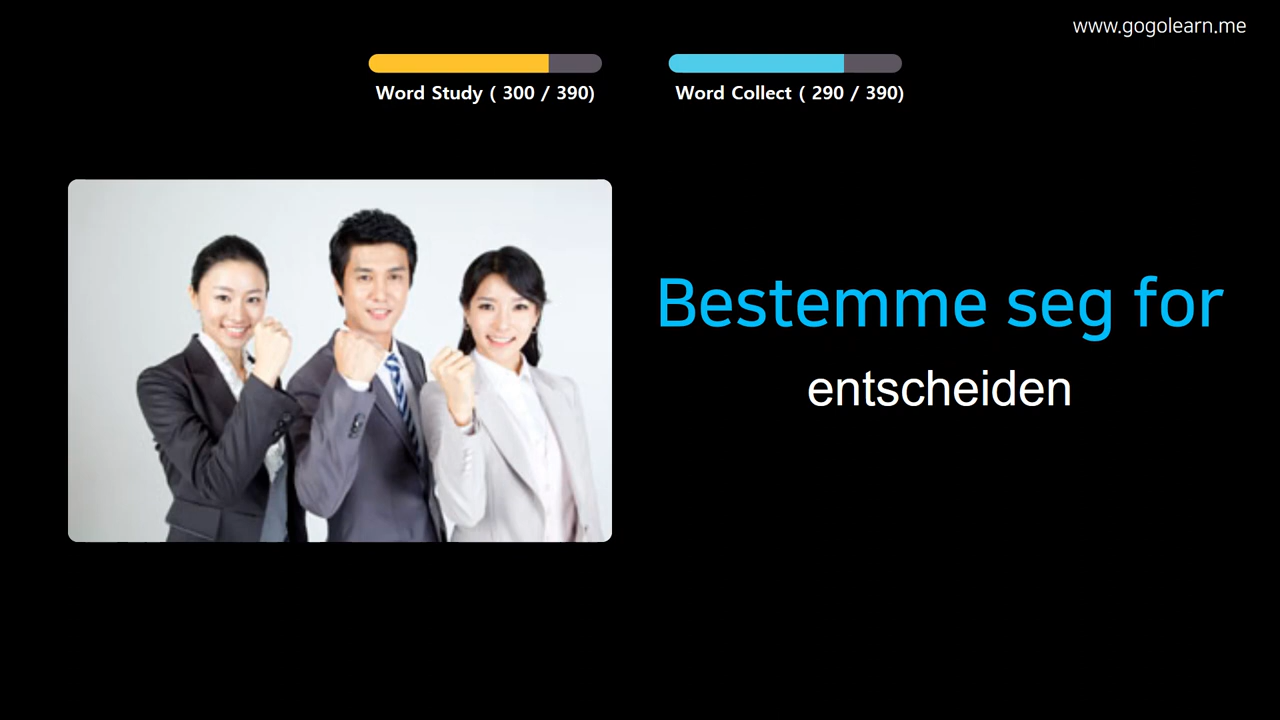 www.gogolearn.me
Word Study ( 300 / 390)
Word Collect ( 290 / 390)
Bestemme seg for
entscheiden